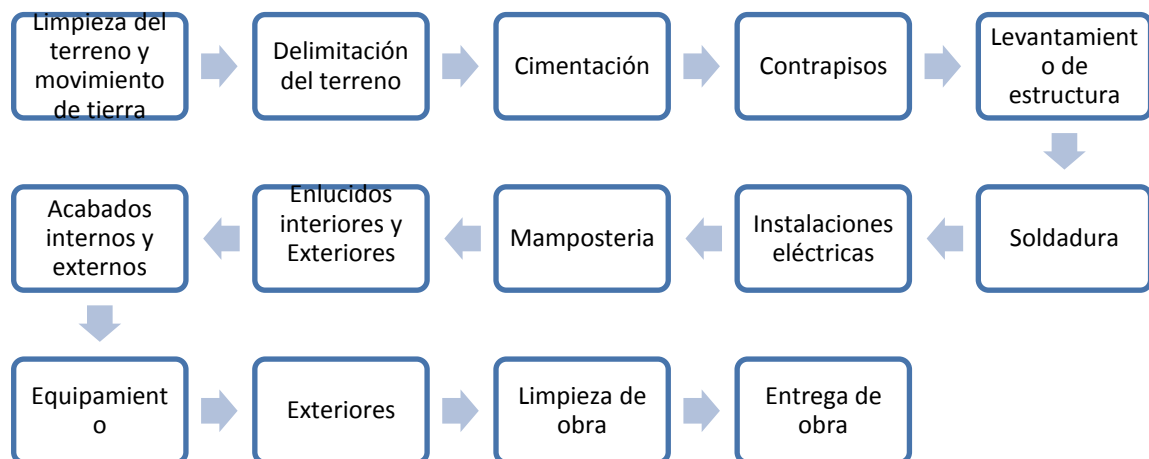 Limpieza del
terreno y
movimiento
de tierra
Delimitación
del terreno
Cimentación
Contrapisos
Levantamient
o de
estructura
Soldadura
Instalaciones
eléctricas
Mamposteria
Enlucidos
interiores y
Exteriores
Acabados
internos y
externos
Equipamient
o
Exteriores
Limpieza de
obra
Entrega de
obra